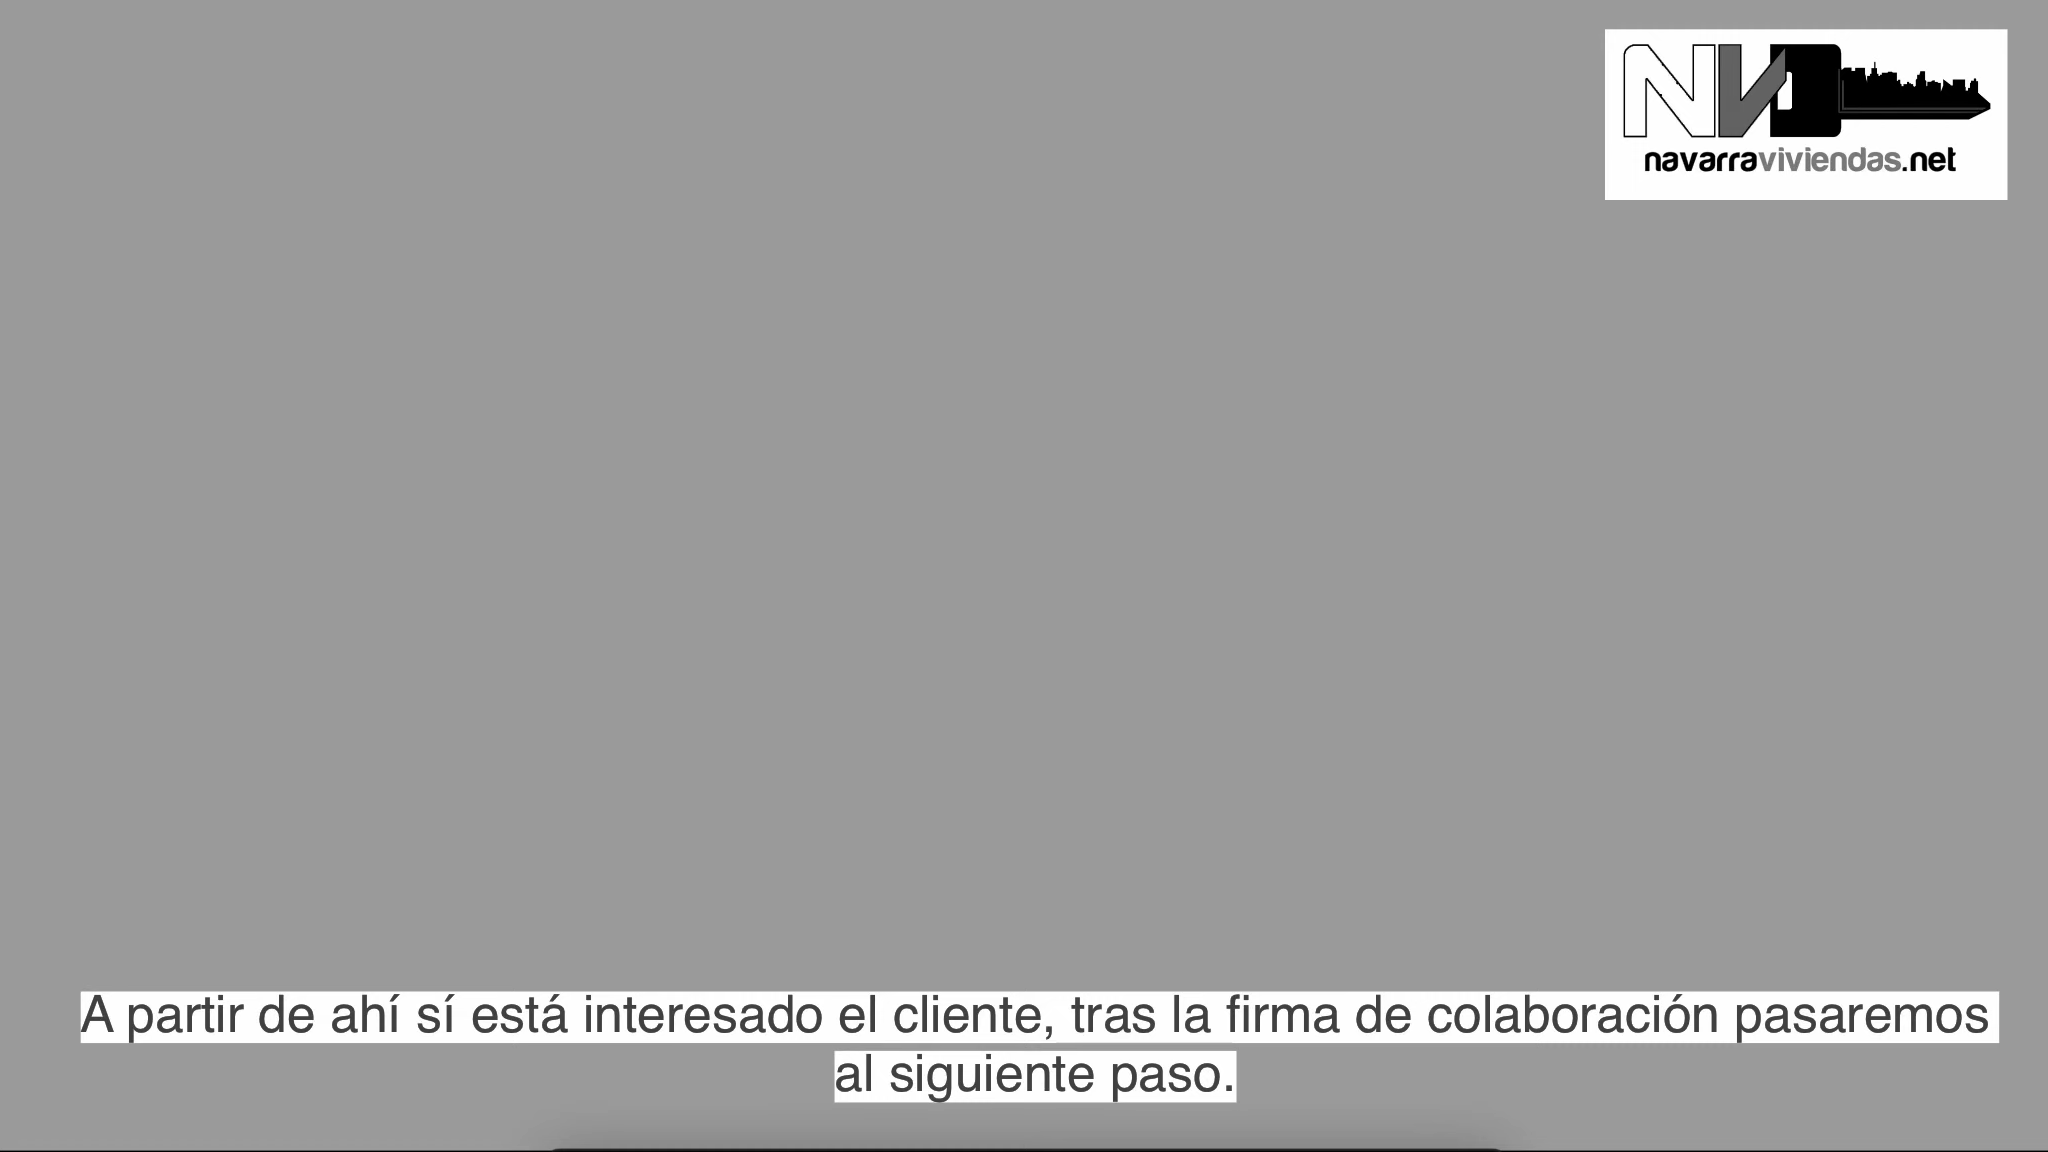 NV
navarraviviendas.net
A partir de ahí sí está interesado el cliente, tras la firma de colaboración pasaremos
al siguiente paso.